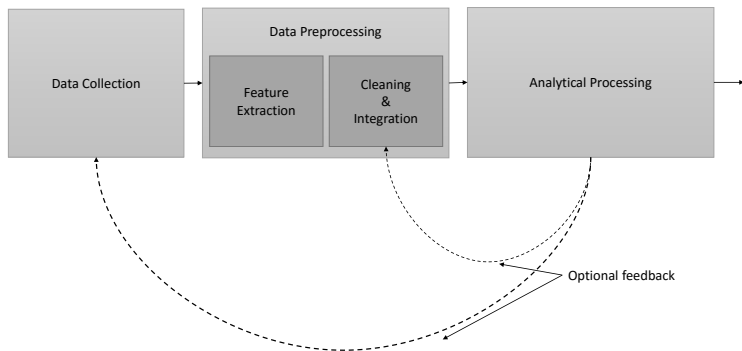 Data Collection
Data Preprocessing
Feature
Extraction
Cleaning
&
Integration
Analytical Processing
Optional feedback